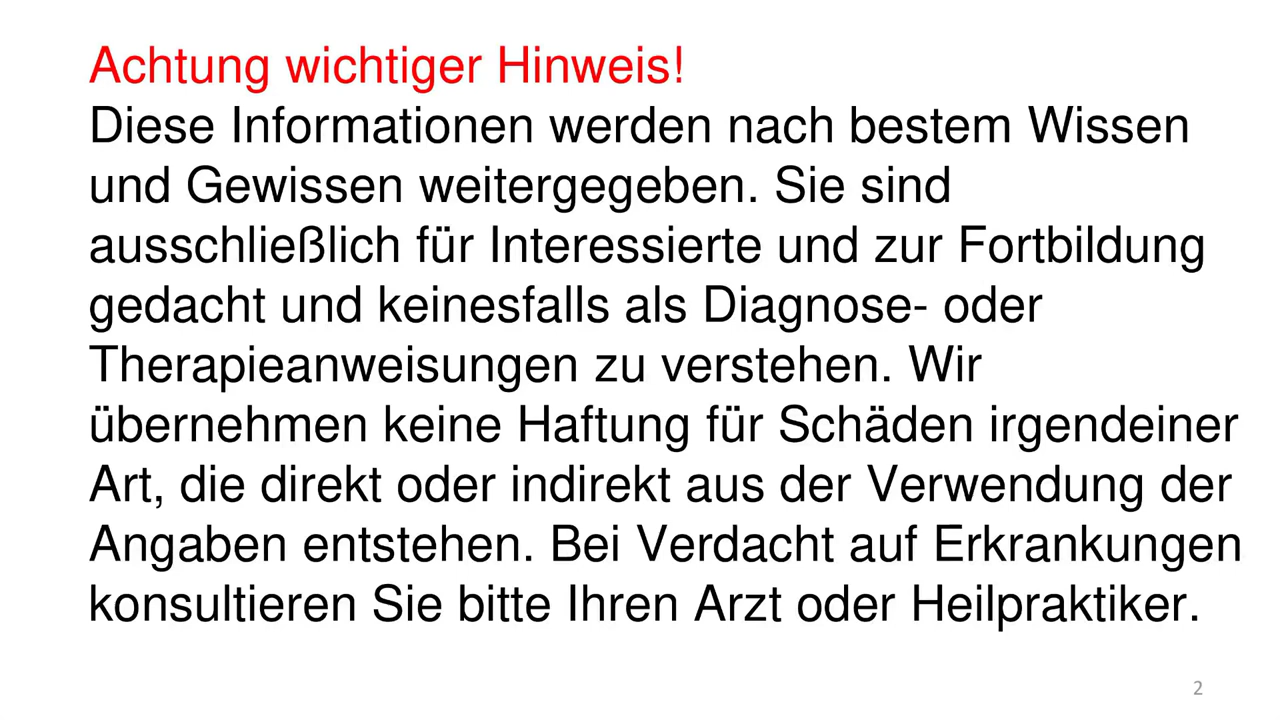 Achtung wichtiger Hinweis!
Diese Informationen werden nach bestem Wissen
und Gewissen weitergegeben. Sie sind
ausschließlich für Interessierte und zur Fortbildung
gedacht und keinesfalls als Diagnose- oder
Therapieanweisungen zu verstehen. Wir
übernehmen keine Haftung für Schäden irgendeiner
Art, die direkt oder indirekt aus der Verwendung der
Angaben entstehen. Bei Verdacht auf Erkrankungen
konsultieren Sie bitte Ihren Arzt oder Heilpraktiker.
2